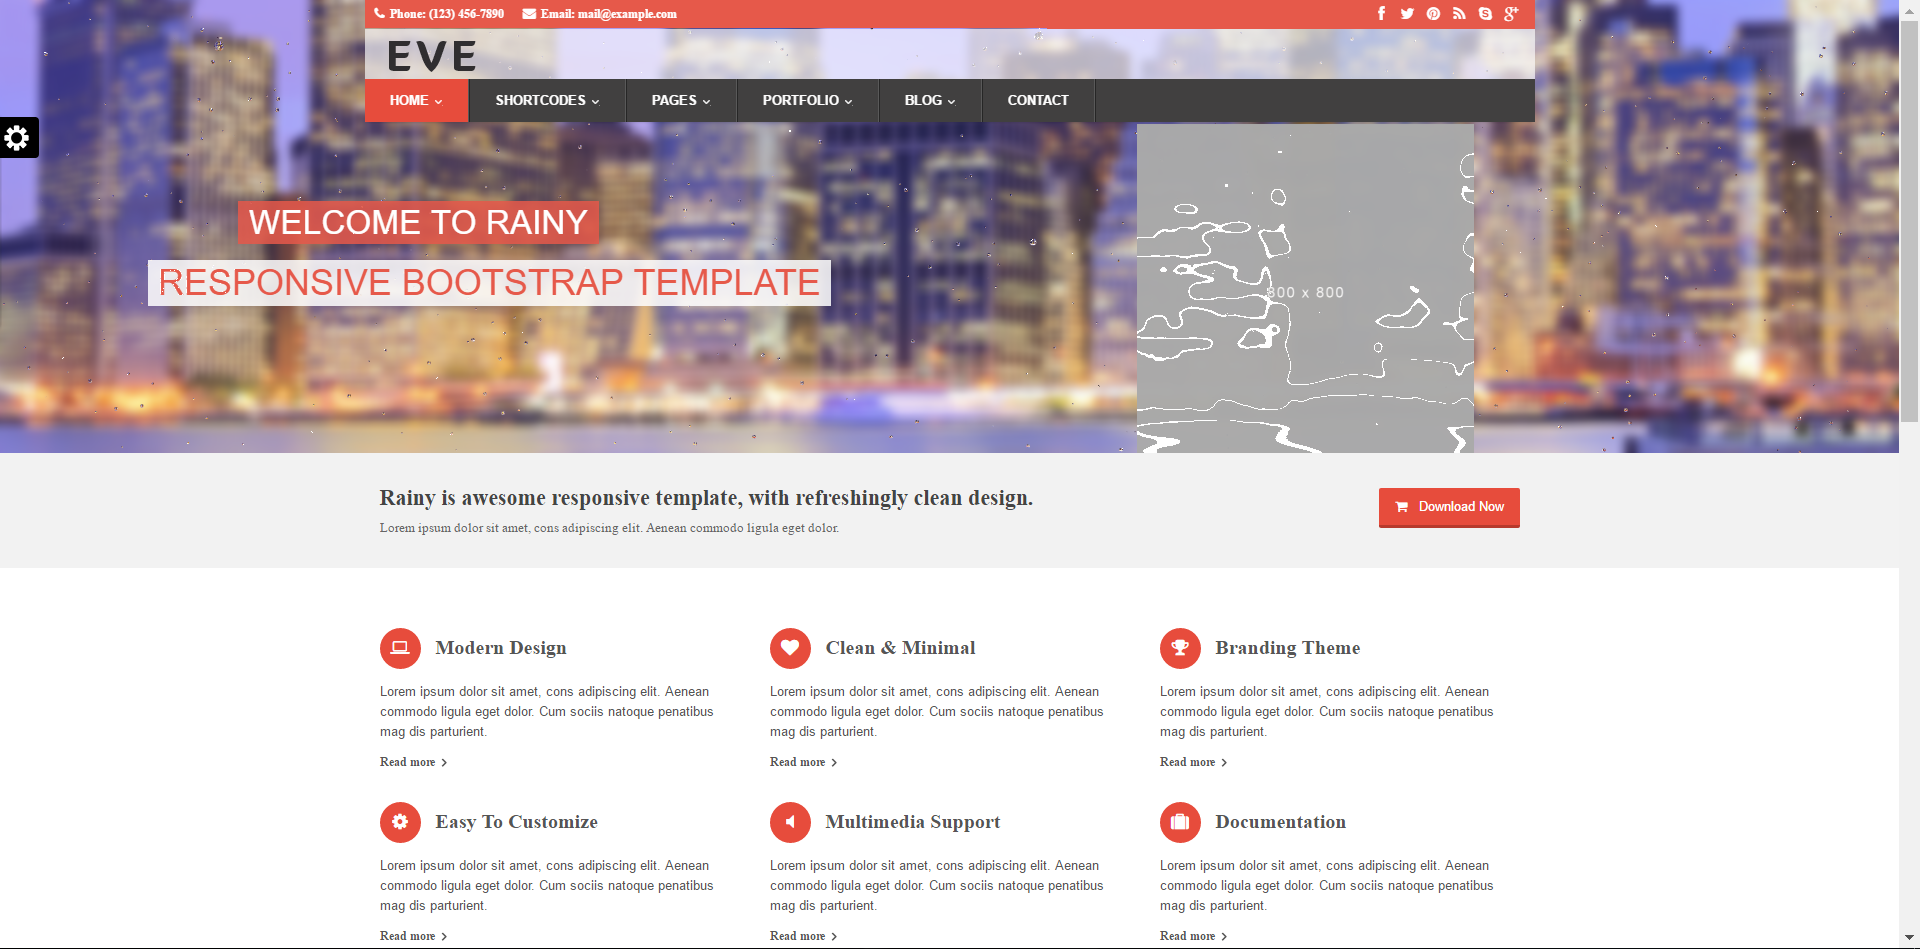 Phone: (123) 456-7890 Email: mail@example.com
EVE
HOME SHORTCODES PAGES PORTFOLIO BLOG CONTACT
WELCOME TO RAINY
RESPONSIVE BOOTSTRAP TEMPLATE
800 x 800
Rainy is awesome responsive template, with refreshingly clean design.
Lorem ipsum dolor sit amet, cons adipiscing elit. Aenean commodo ligula eget dolor.
Download Now
Modern Design
Lorem ipsum dolor sit amet, cons adipiscing elit. Aenean
commodo ligula eget dolor. Cum sociis natoque penatibus
mag dis parturient.
Read more
Clean & Minimal
Lorem ipsum dolor sit amet, cons adipiscing elit. Aenean
commodo ligula eget dolor. Cum sociis natoque penatibus
mag dis parturient.
Read more
Branding Theme
Lorem ipsum dolor sit amet, cons adipiscing elit. Aenean
commodo ligula eget dolor. Cum sociis natoque penatibus
mag dis parturient.
Read more
Easy To Customize
Lorem ipsum dolor sit amet, cons adipiscing elit. Aenean
commodo ligula eget dolor. Cum sociis natoque penatibus
mag dis parturient.
Read more
Multimedia Support
Lorem ipsum dolor sit amet, cons adipiscing elit. Aenean
commodo ligula eget dolor. Cum sociis natoque penatibus
mag dis parturient.
Read more
Documentation
Lorem ipsum dolor sit amet, cons adipiscing elit. Aenean
commodo ligula eget dolor. Cum sociis natoque penatibus
mag dis parturient.
Read more